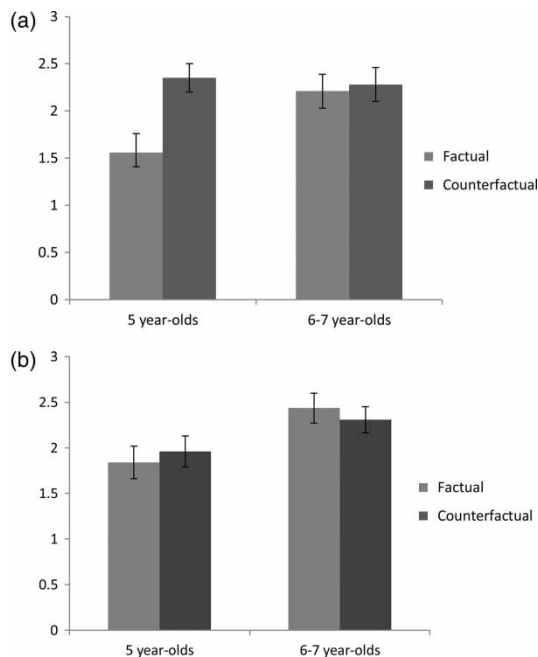 (a)
3
2.5
2
1.5
1
0.5
0
5 year-olds
6-7 year-olds
Factual
Counterfactual
(b)
3
2.5
2
1.5
1
0.5
0
5 year-olds
6-7 year-olds
Factual
Counterfactual